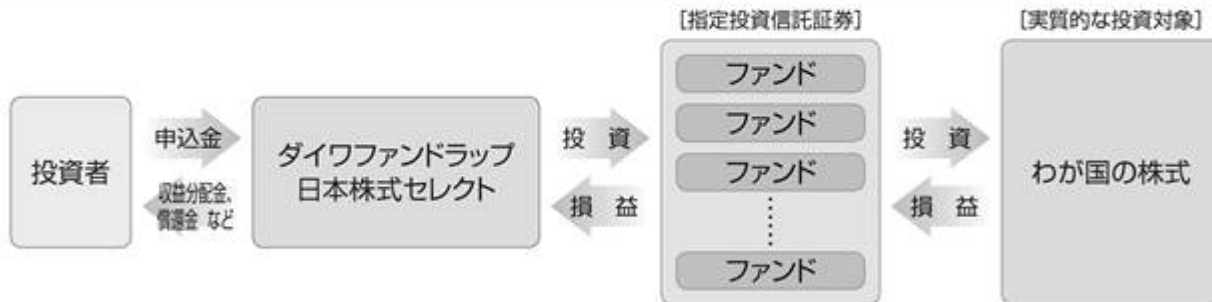 [指定投資信託証券]
[実質的な投資対象]
投資者
申込金
収益分配金、
償還金 など
ダイワファンドラップ
日本株式セレクト
投 資
損 益
ファンド
ファンド
ファンド
ファンド
投 資
損 益
わが国の株式